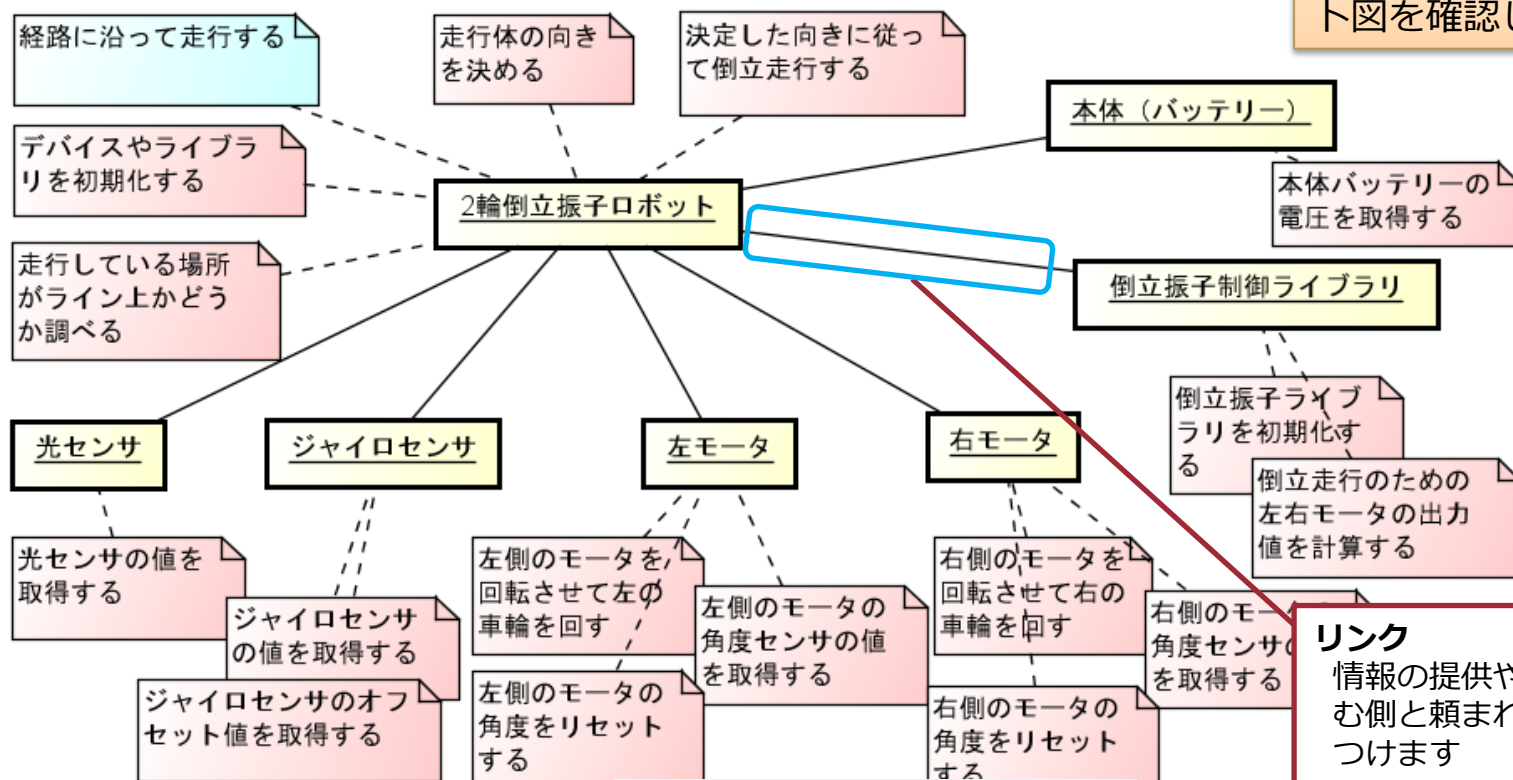 ト図を確認し
経路に沿って走行する
走行体の向き
を決める
決定した向きに従っ
て倒立走行する
本体（バッテリー）
デバイスやライブラ
リを初期化する
本体バッテリーの
電圧を取得する
2輪倒立振子ロボット
走行している場所
がライン上かどう
か調べる
倒立振子制御ライブラリ
倒立振子ライブ
ラリを初期化す
る
倒立走行のための
左右モータの出力
値を計算する
光センサ
ジャイロセンサ
左モータ
右モータ
光センサの値を
取得する
ジャイロセンサ
の値を取得する
ジャイロセンサのオフ
セット値を取得する
左側のモータを
回転させて左の
車輪を回す
左側のモータの
角度センサの値
を取得する
左側のモータの
角度をリセット
する
右側のモータを
回転させて右の
車輪を回す
右側のモー
角度センサ
を取得する
右側のモータの
角度をリセット
する
リンク
情報の提供や
む側と頼まれ
つけます